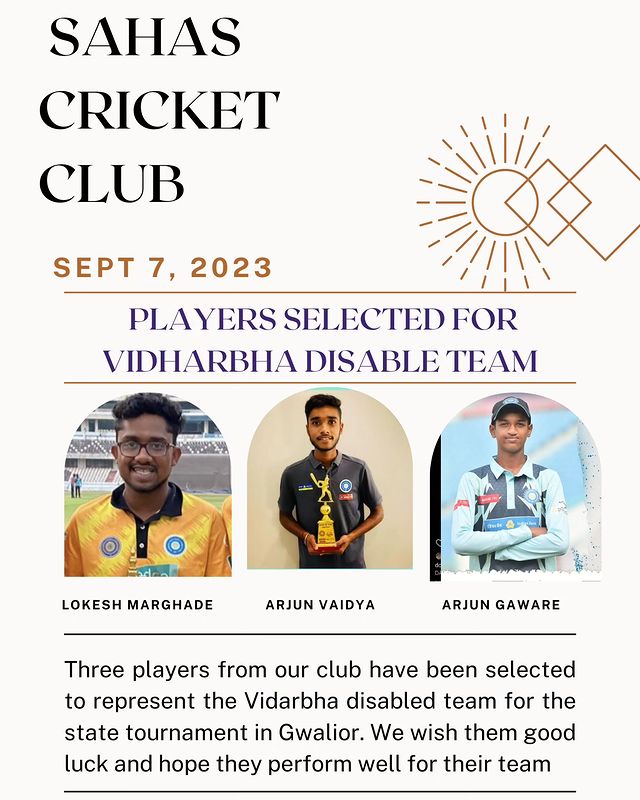 SAHAS
CRICKET
CLUB
SEPT 7, 2023
PLAYERS SELECTED FOR
VIDHARBHA DISABLE TEAM
LOKESH MARGHADE ARJUN VAIDYA ARJUN GAWARE
Three players from our club have been selected
to represent the Vidarbha disabled team for the
state tournament in Gwalior. We wish them good
luck and hope they perform well for their team